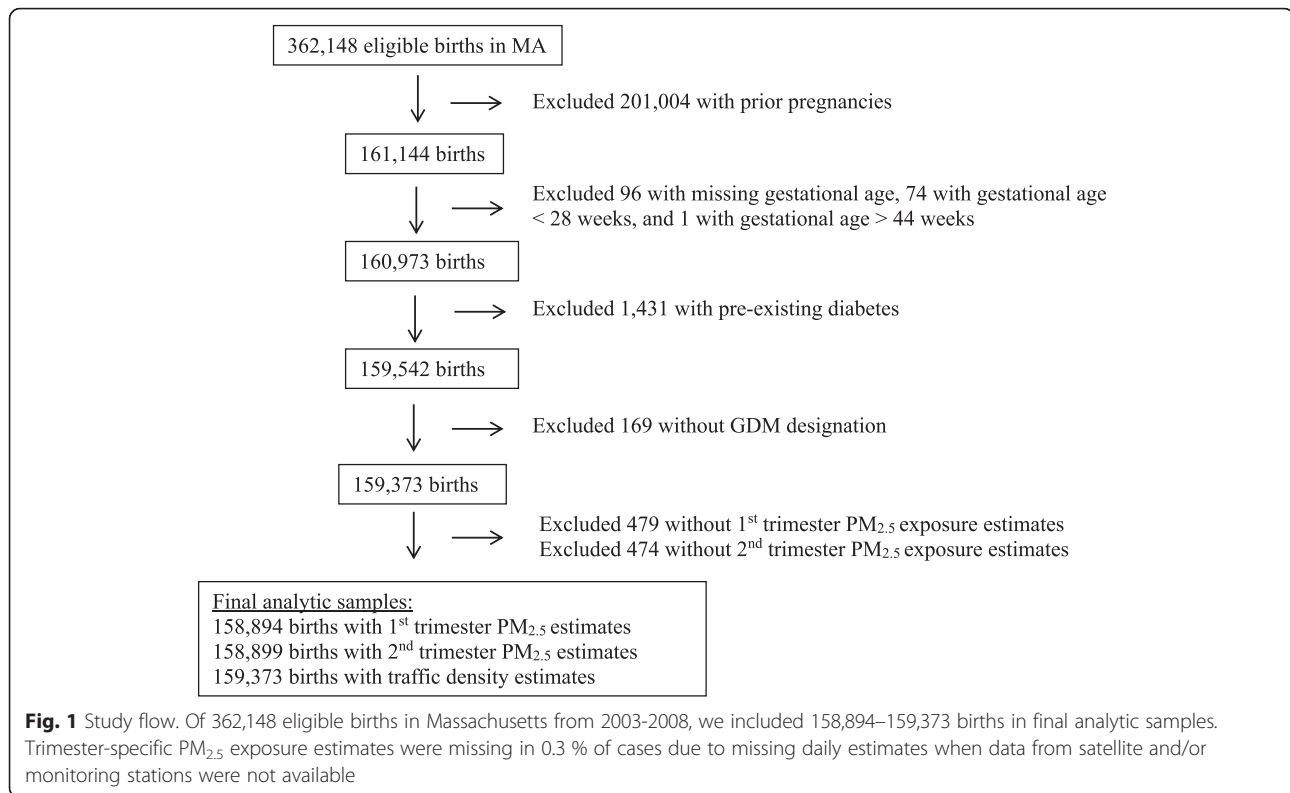 362,148 eligible births in MA
Excluded 201,004 with prior pregnancies
161,144 births
Excluded 96 with missing gestational age, 74 with gestational age
< 28 weeks, and 1 with gestational age > 44 weeks
160,973 births
Excluded 1,431 with pre-existing diabetes
159,542 births
Excluded 169 without GDM designation
159,373 births
Excluded 479 without 1st trimester PM2.5 exposure estimates
Excluded 474 without 2nd trimester PM2.5 exposure estimates
Final analytic samples:
158,894 births with 1st trimester PM2.5 estimates
158,899 births with 2nd trimester PM2.5 estimates
159,373 births with traffic density estimates
Fig. 1 Study flow. Of 362,148 eligible births in Massachusetts from 2003-2008, we included 158,894–159,373 births in final analytic samples.
Trimester-specific PM2.5 exposure estimates were missing in 0.3 % of cases due to missing daily estimates when data from satellite and/or
monitoring stations were not available